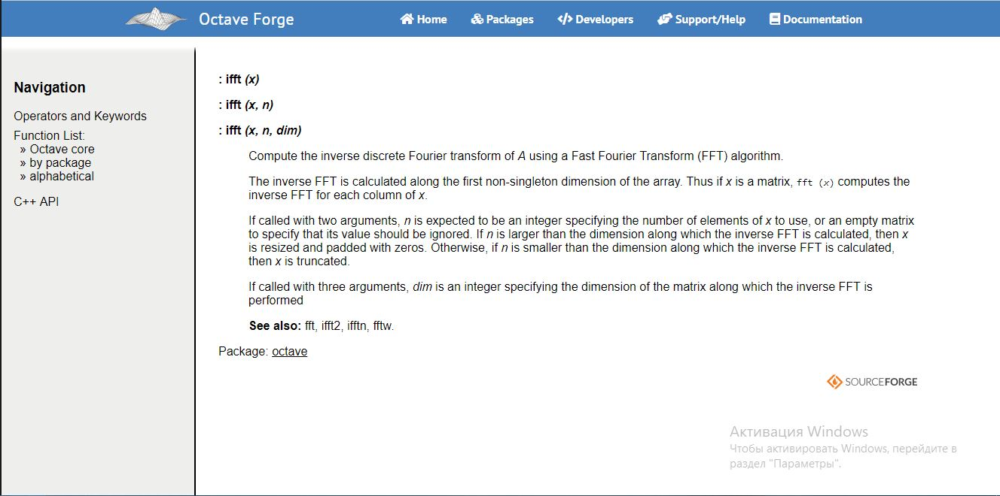 Octave Forge Home Packages Developers Support/Help Documentation
Navigation
Operators and Keywords
Function List:
» Octave core
» by package
» alphabetical
C++ API
: ifft (x)
: ifft (x, n)
: ifft (x, n, dim)
Compute the inverse discrete Fourier transform of A using a Fast Fourier Transform (FFT) algorithm.
The inverse FFT is calculated along the first non-singleton dimension of the array. Thus if x is a matrix, fft (x) computes the
inverse FFT for each column of x.
If called with two arguments, n is expected to be an integer specifying the number of elements of x to use, or an empty matrix
to specify that its value should be ignored. If n is larger than the dimension along which the inverse FFT is calculated, then x
is resized and padded with zeros. Otherwise, if n is smaller than the dimension along which the inverse FFT is calculated,
then x is truncated.
If called with three arguments, dim is an integer specifying the dimension of the matrix along which the inverse FFT is
performed
See also: fft, ifft2, ifftn, fftw.
Package: octave
SOURCEFORGE
Активация Windows
Чтобы активировать Windows, перейдите в
раздел "Параметры".